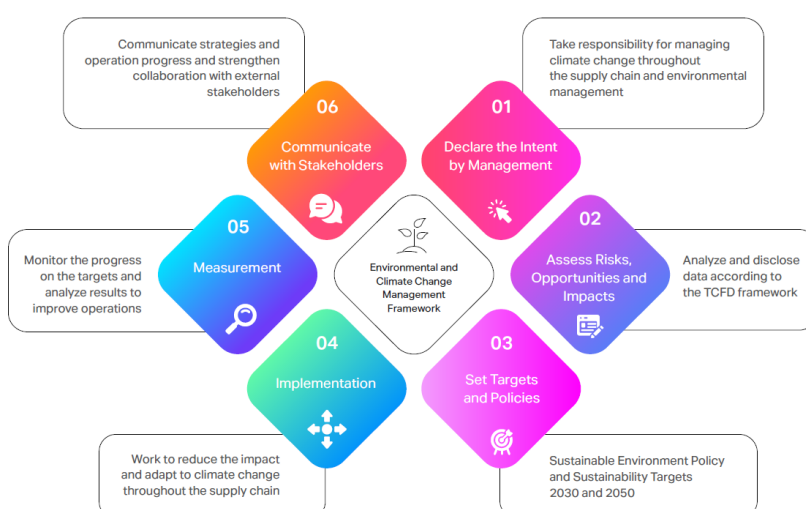 Communicate strategies and
operation progress and strengthen
collaboration with external
stakeholders
Take responsibility for managing
climate change throughout
the supply chain and environmental
management
06
Communicate
with Stakeholders
01
Declare the Intent
by Management
05
Measurement
Monitor the progress
on the targets and
analyze results to
improve operations
Environmental and
Climate Change
Management
Framework
02
Assess Risks,
Opportunities and
Impacts
Analyze and disclose
data according to
the TCFD framework
04
Implementation
03
Set Targets
and Policies
Work to reduce the impact
and adapt to climate change
throughout the supply chain
Sustainable Environment Policy
and Sustainability Targets
2030 and 2050